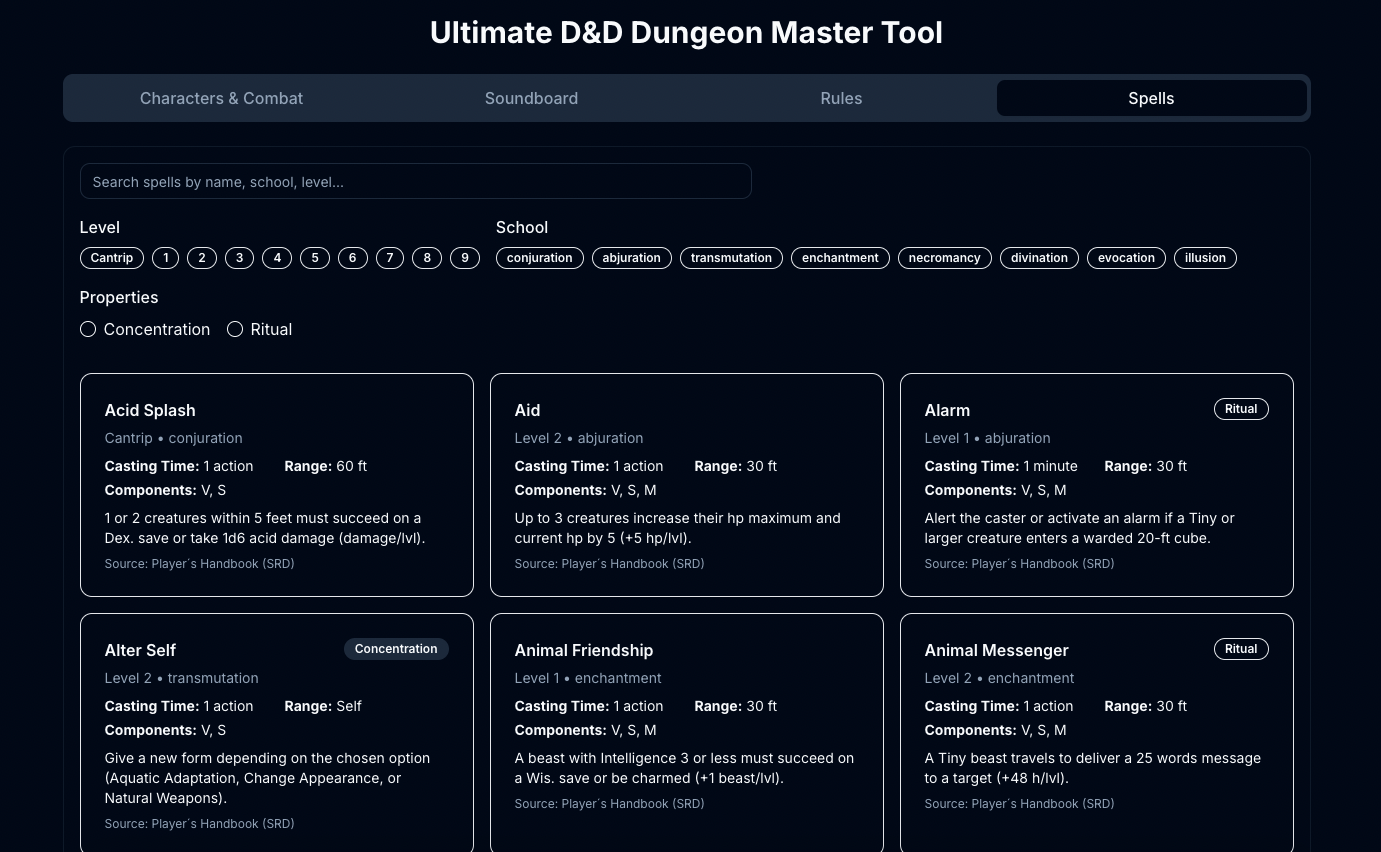 Ultimate D&D Dungeon Master Tool
Characters & Combat Soundboard Rules Spells
Search spells by name, school, level...
Level
Cantrip 1 2 3 4 5 6 7 8 9
School
conjuration abjuration transmutation enchantment necromancy divination evocation illusion
Properties
Concentration Ritual
Acid Splash
Cantrip • conjuration
Casting Time: 1 action Range: 60 ft
Components: V, S
1 or 2 creatures within 5 feet must succeed on a
Dex. save or take 1d6 acid damage (damage/lvl).
Source: Player´s Handbook (SRD)
Aid
Level 2 • abjuration
Casting Time: 1 action Range: 30 ft
Components: V, S, M
Up to 3 creatures increase their hp maximum and
current hp by 5 (+5 hp/lvl).
Source: Player´s Handbook (SRD)
Alarm Ritual
Level 1 • abjuration
Casting Time: 1 minute Range: 30 ft
Components: V, S, M
Alert the caster or activate an alarm if a Tiny or
larger creature enters a warded 20-ft cube.
Source: Player´s Handbook (SRD)
Alter Self Concentration
Level 2 • transmutation
Casting Time: 1 action Range: Self
Components: V, S
Give a new form depending on the chosen option
(Aquatic Adaptation, Change Appearance, or
Natural Weapons).
Source: Player´s Handbook (SRD)
Animal Friendship
Level 1 • enchantment
Casting Time: 1 action Range: 30 ft
Components: V, S, M
A beast with Intelligence 3 or less must succeed on
a Wis. save or be charmed (+1 beast/lvl).
Source: Player´s Handbook (SRD)
Animal Messenger Ritual
Level 2 • enchantment
Casting Time: 1 action Range: 30 ft
Components: V, S, M
A Tiny beast travels to deliver a 25 words message
to a target (+48 h/lvl).
Source: Player´s Handbook (SRD)